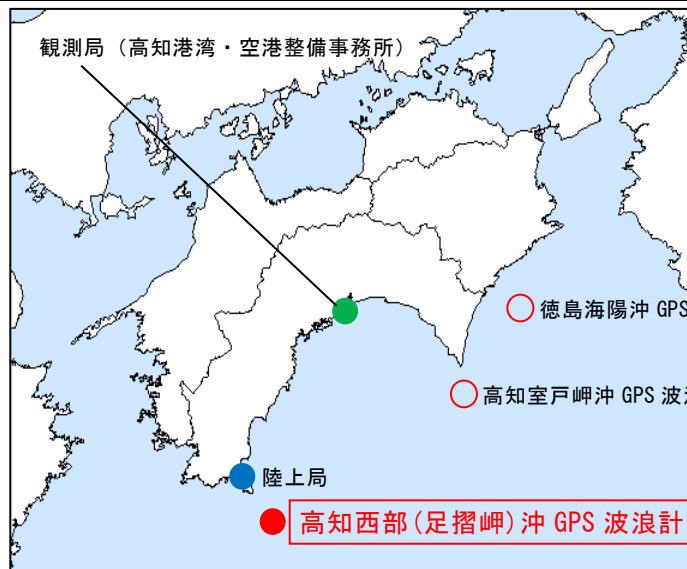 観測局（高知港湾・空港整備事務所）
徳島海陽沖 GPS
高知室戸岬沖 GPS 波
陸上局
高知西部(足摺岬)沖 GPS 波浪計